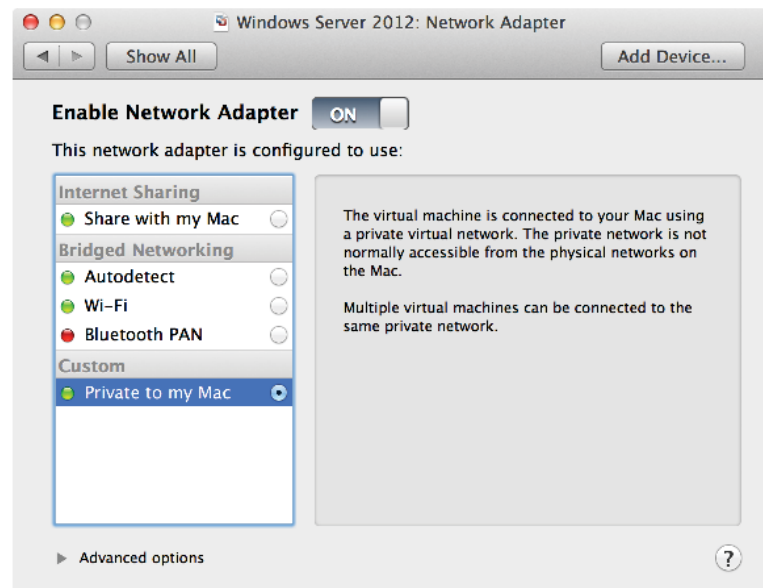 Windows Server 2012: Network Adapter
Show All
Add Device...
Enable Network Adapter
ON
This network adapter is configured to use:
Internet Sharing
Share with my Mac
Bridged Networking
Autodetect
Wi-Fi
Bluetooth PAN
Custom
Private to my Mac
The virtual machine is connected to your Mac using
a private virtual network. The private network is not
normally accessible from the physical networks on
the Mac.
Multiple virtual machines can be connected to the
same private network.
Advanced options
?